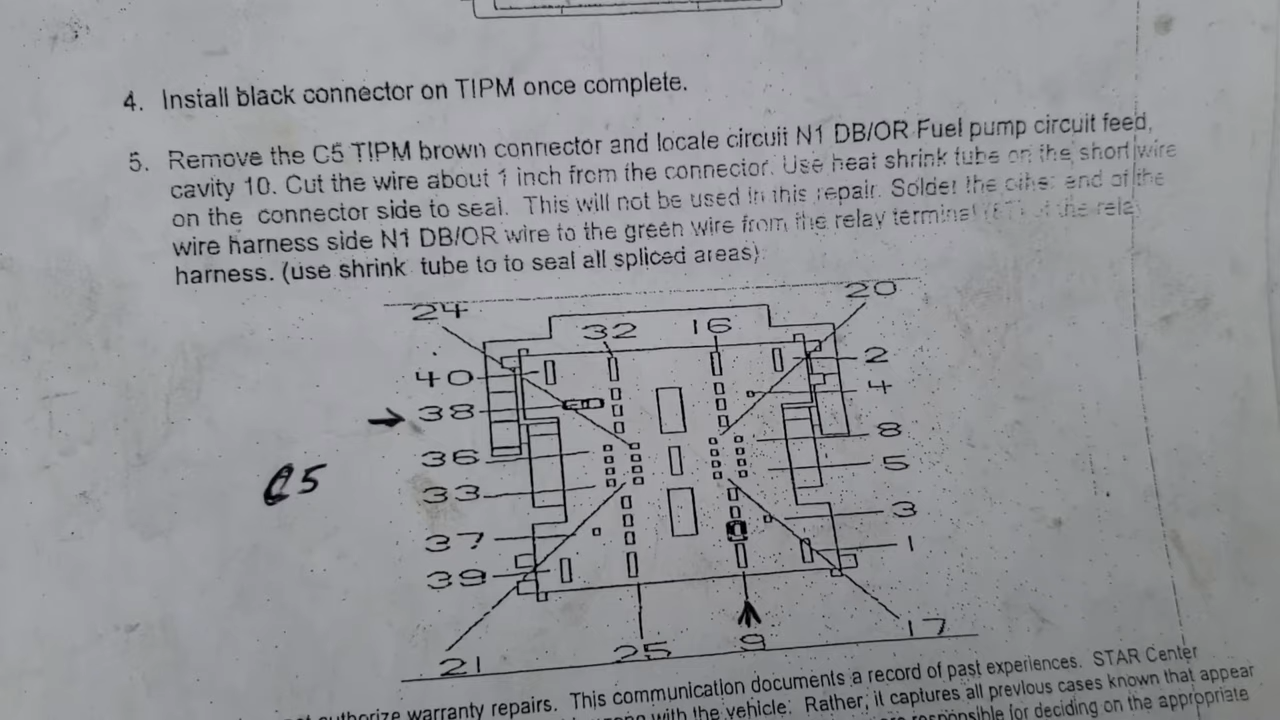 4. Install black connector on TIPM once complete.
5. Remove the C5 TIPM brown connector and locate circuit N1 DB/OR Fuel pump circuit feed,
cavity 10. Cut the wire about 1 inch from the connector. Use heat shrink tube on the short wire
on the connector side to seal. This will not be used in this repair. Solder the other end of the
wire harness side N1 DB/OR wire to the green wire from the relay terminal (87) of the relay
harness. (use shrink tube to to seal all spliced areas)
24
20
32
16
40
2
38
4
C5
36
8
33
5
37
3
39
1
21
25
9
17
authorize warranty repairs. This communication documents a record of past experiences. STAR Center
with the vehicle. Rather, it captures all previous cases known that appear
responsible for deciding on the appropriate